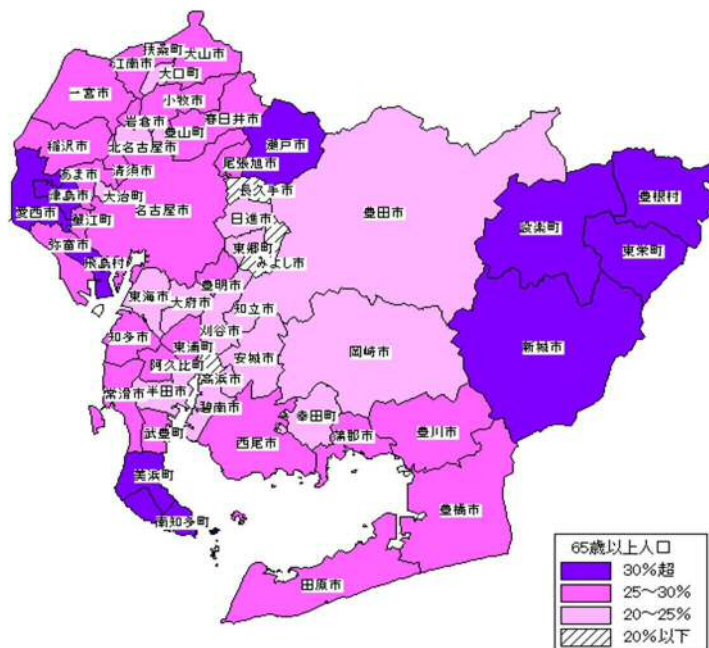 扶桑町
犬山市
江南市
大口町
一宮市
小牧市
岩倉市
春日井市
豊山町
稲沢市
北名古屋市
瀬戸市
尾張旭市
清須市
あま市
津島市
大治町
長久手市
愛西市
蟹江町
名古屋市
日進市
豊田市
豊根村
設楽町
東栄町
弥富市
東郷町
飛島村
みよし市
豊明市
東海市
大府市
知立市
刈谷市
知多市
東浦町
新城市
阿久比町
安城市
岡崎市
高浜市
常滑市
半田市
碧南市
幸田町
武豊町
西尾市
蒲郡市
豊川市
美浜町
南知多町
豊橋市
田原市
65歳以上人口
30%超
25～30%
20～25%
20%以下